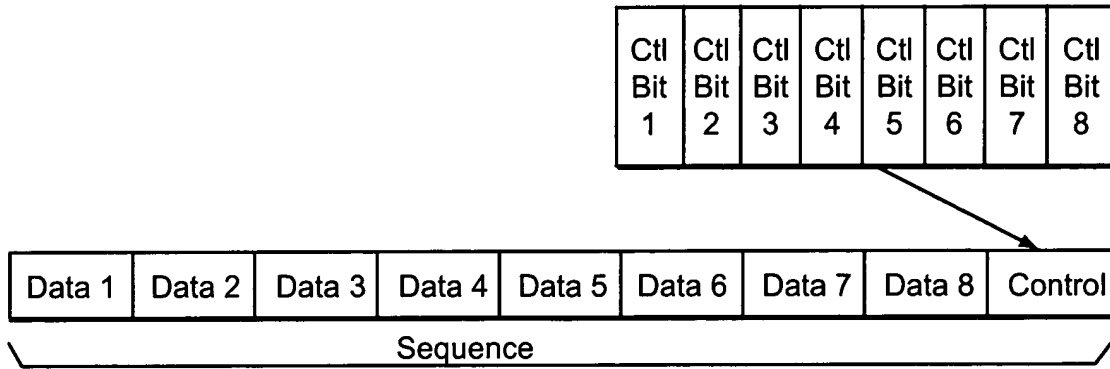 Ctl Ctl Ctl Ctl Ctl Ctl Ctl Ctl
Bit Bit Bit Bit Bit Bit Bit Bit
1 2 3 4 5 6 7 8
Data 1 Data 2 Data 3 Data 4 Data 5 Data 6 Data 7 Data 8 Control
Sequence